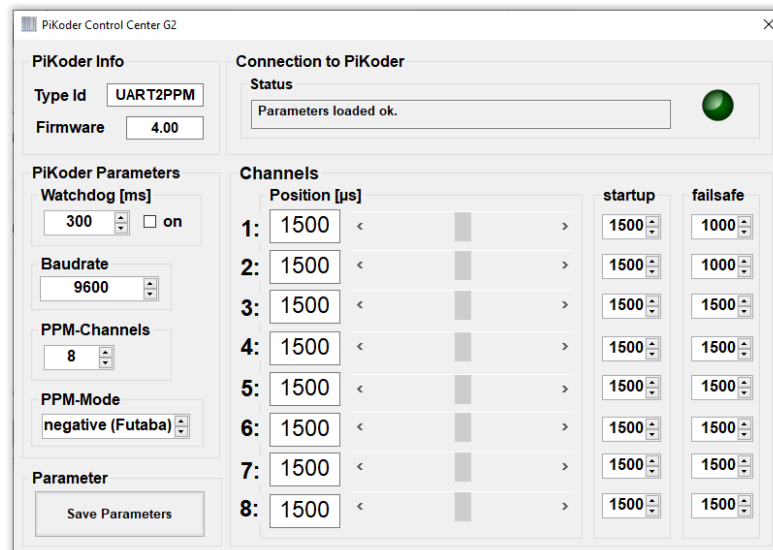 PiKoder Control Center G2
PiKoder Info
Type Id UART2PPM
Firmware 4.00
Connection to PiKoder
Status
Parameters loaded ok.
PiKoder Parameters
Watchdog [ms]
300 on
Baudrate
9600
PPM-Channels
8
PPM-Mode
negative (Futaba)
Parameter
Save Parameters
Channels
Position [µs] startup failsafe
1: 1500 < > 1500 1000
2: 1500 < > 1500 1000
3: 1500 < > 1500 1500
4: 1500 < > 1500 1500
5: 1500 < > 1500 1500
6: 1500 < > 1500 1500
7: 1500 < > 1500 1500
8: 1500 < > 1500 1500